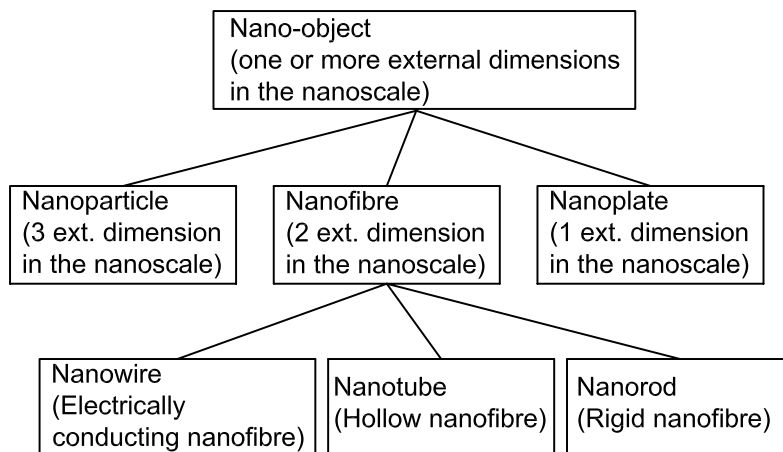 Nano-object
(one or more external dimensions
in the nanoscale)
Nanoparticle
(3 ext. dimension
in the nanoscale)
Nanofibre
(2 ext. dimension
in the nanoscale)
Nanoplate
(1 ext. dimension
in the nanoscale)
Nanowire
(Electrically
conducting nanofibre)
Nanotube
(Hollow nanofibre)
Nanorod
(Rigid nanofibre)